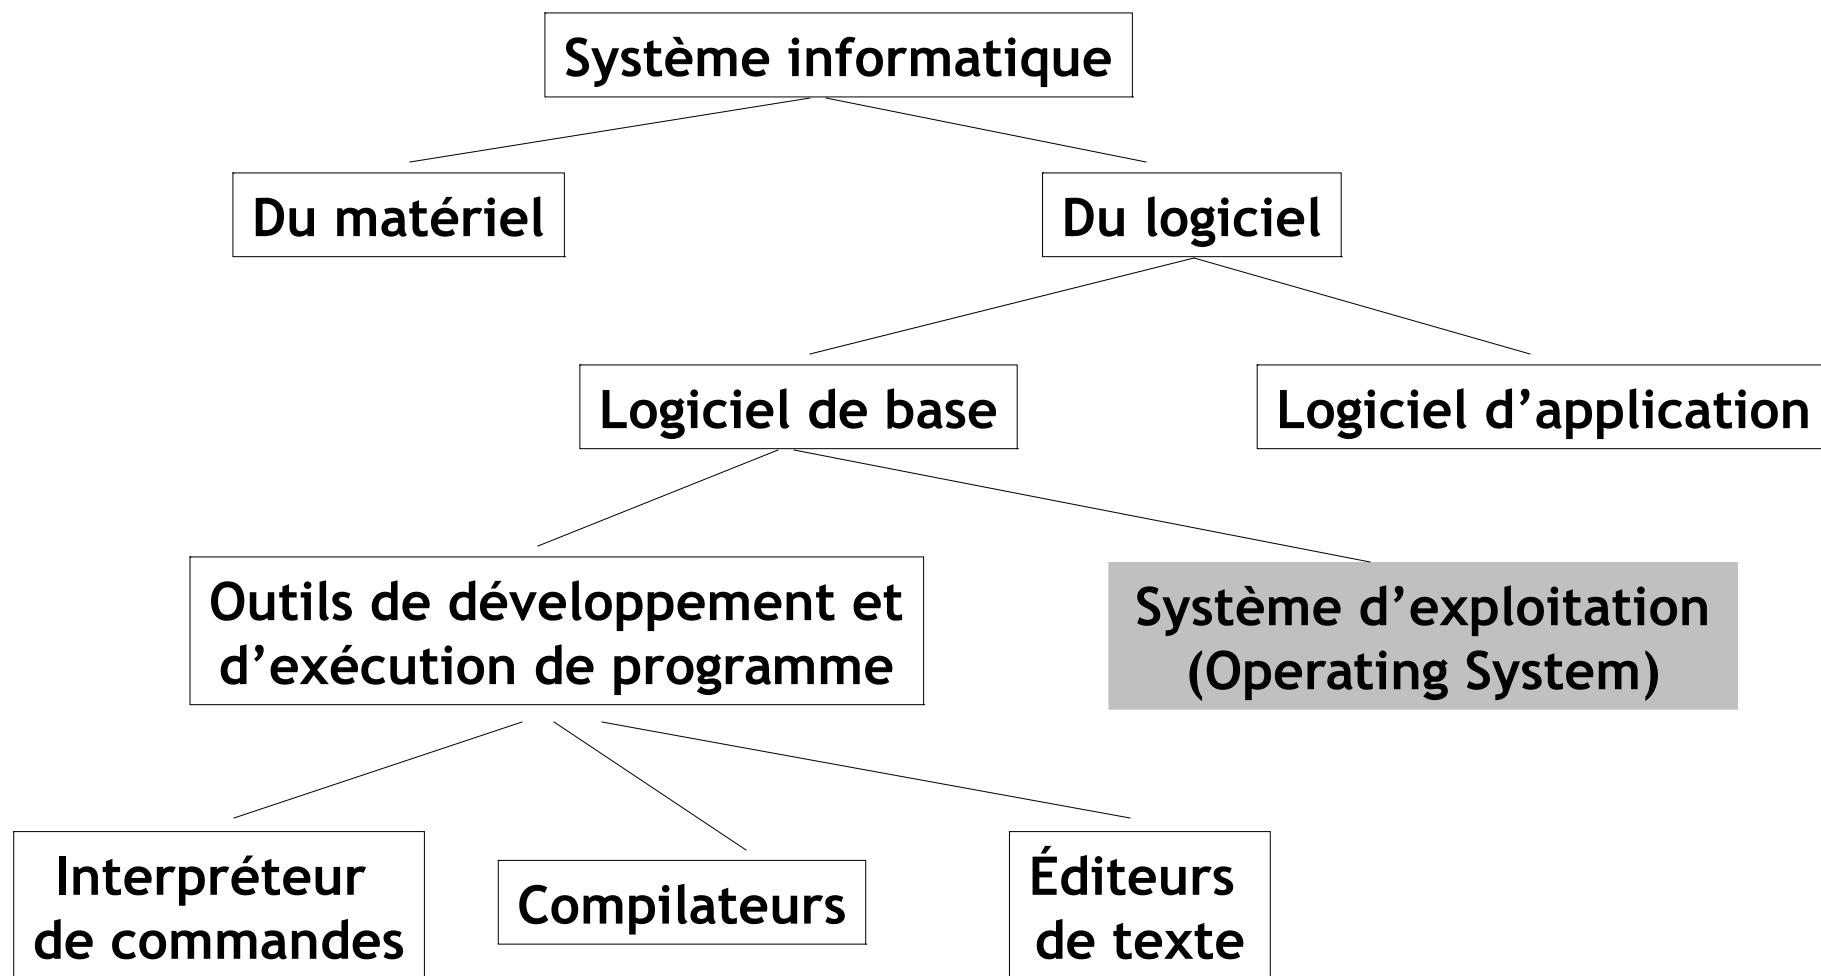 Système informatique
Du matériel
Du logiciel
Logiciel de base
Logiciel d’application
Outils de développement et
d’exécution de programme
Système d’exploitation
(Operating System)
Interpréteur
de commandes
Compilateurs
Éditeurs
de texte